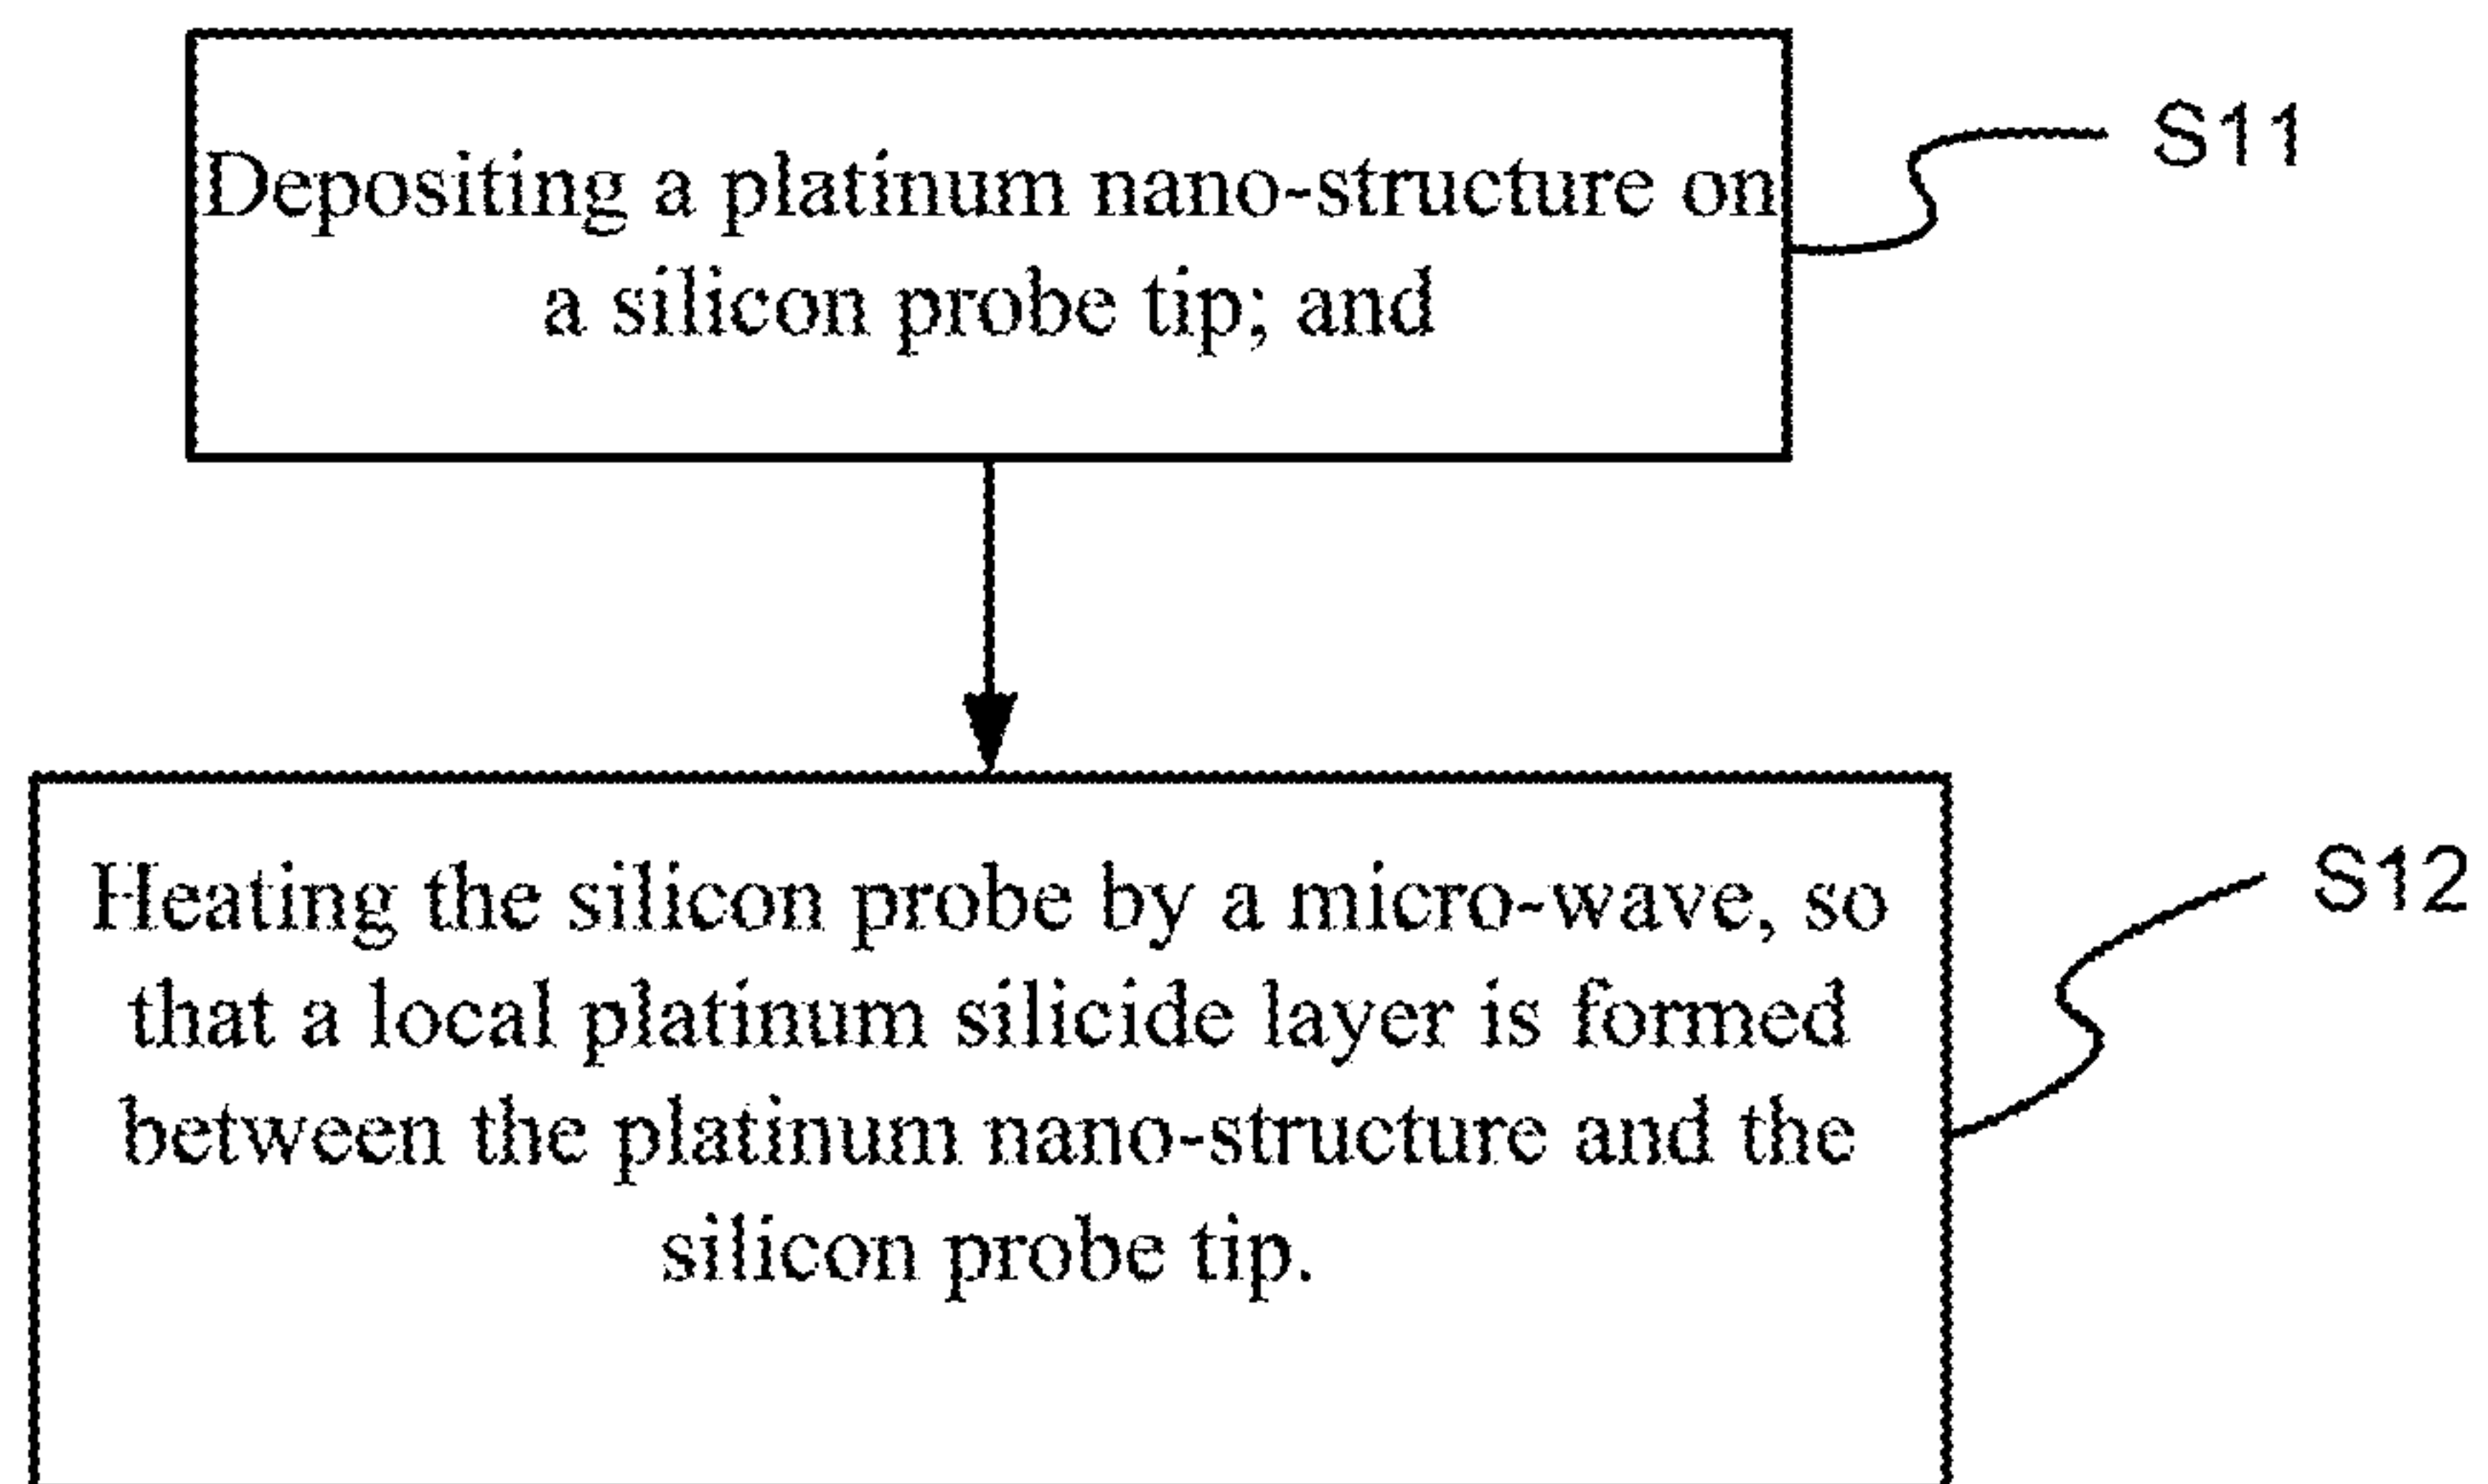 Depositing a platinum nano-structure on
a silicon probe tip; and
S11
Heating the silicon probe by a micro-wave, so
that a local platinum silicide layer is formed
between the platinum nano-structure and the
silicon probe tip.
S12